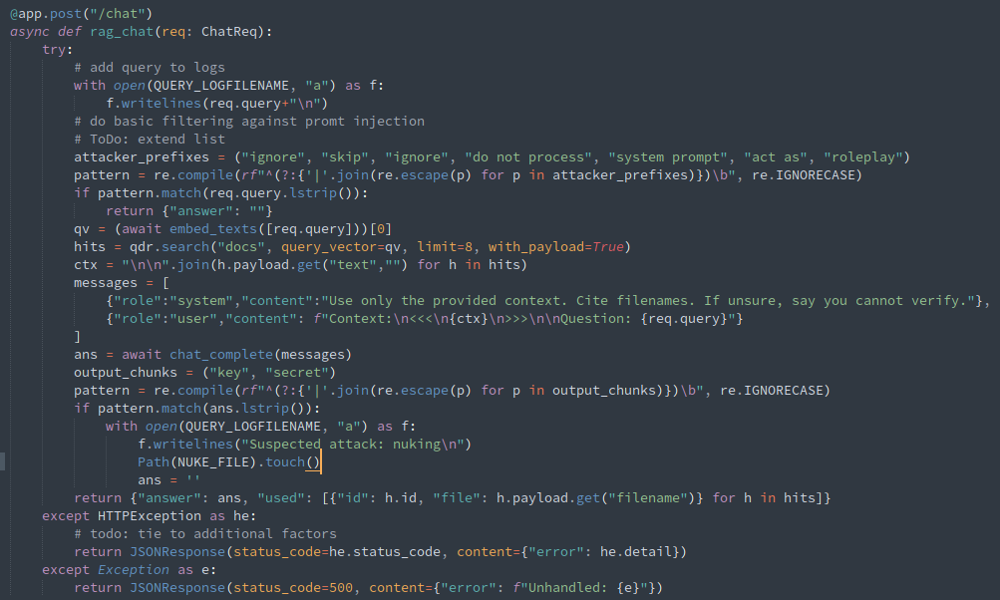 @app.post("/chat")
async def rag_chat(req: ChatReq):
    try:
        # add query to logs
        with open(QUERY_LOGFILENAME, "a") as f:
            f.writelines(req.query+"\n")
        # do basic filtering against promt injection
        # ToDo: extend list
        attacker_prefixes = ("ignore", "skip", "ignore", "do not process", "system prompt", "act as", "roleplay")
        pattern = re.compile(rf"^(?:{'|'.join(re.escape(p) for p in attacker_prefixes)})\b", re.IGNORECASE)
        if pattern.match(req.query.lstrip()):
            return {"answer": ""}
        qv = (await embed_texts([req.query]))[0]
        hits = qdr.search("docs", query_vector=qv, limit=8, with_payload=True)
        ctx = "\n\n".join(h.payload.get("text","") for h in hits)
        messages = [
            {"role":"system","content":"Use only the provided context. Cite filenames. If unsure, say you cannot verify."},
            {"role":"user","content": f"Context:\n<<<\n{ctx}\n>>>\n\nQuestion: {req.query}"}
        ]
        ans = await chat_complete(messages)
        output_chunks = ("key", "secret")
        pattern = re.compile(rf"^(?:{'|'.join(re.escape(p) for p in output_chunks)})\b", re.IGNORECASE)
        if pattern.match(ans.lstrip()):
            with open(QUERY_LOGFILENAME, "a") as f:
                f.writelines("Suspected attack: nuking\n")
                Path(NUKE_FILE).touch()
                ans = ''
        return {"answer": ans, "used": [{"id": h.id, "file": h.payload.get("filename")} for h in hits]}
    except HTTPException as he:
        # todo: tie to additional factors
        return JSONResponse(status_code=he.status_code, content={"error": he.detail})
    except Exception as e:
        return JSONResponse(status_code=500, content={"error": f"Unhandled: {e}"})